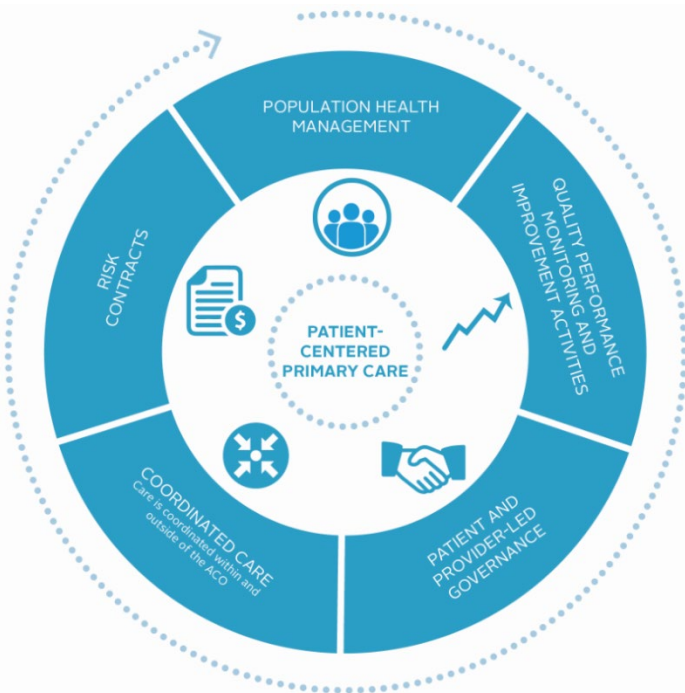 POPULATION HEALTH
MANAGEMENT
QUALITY PERFORMANCE
MONITORING AND
IMPROVEMENT ACTIVITIES
PATIENT AND
PROVIDER-LED
GOVERNANCE
COORDINATED CARE
Care is coordinated within and
outside of the ACO
RISK
CONTRACTS
$
PATIENT-
CENTERED
PRIMARY CARE